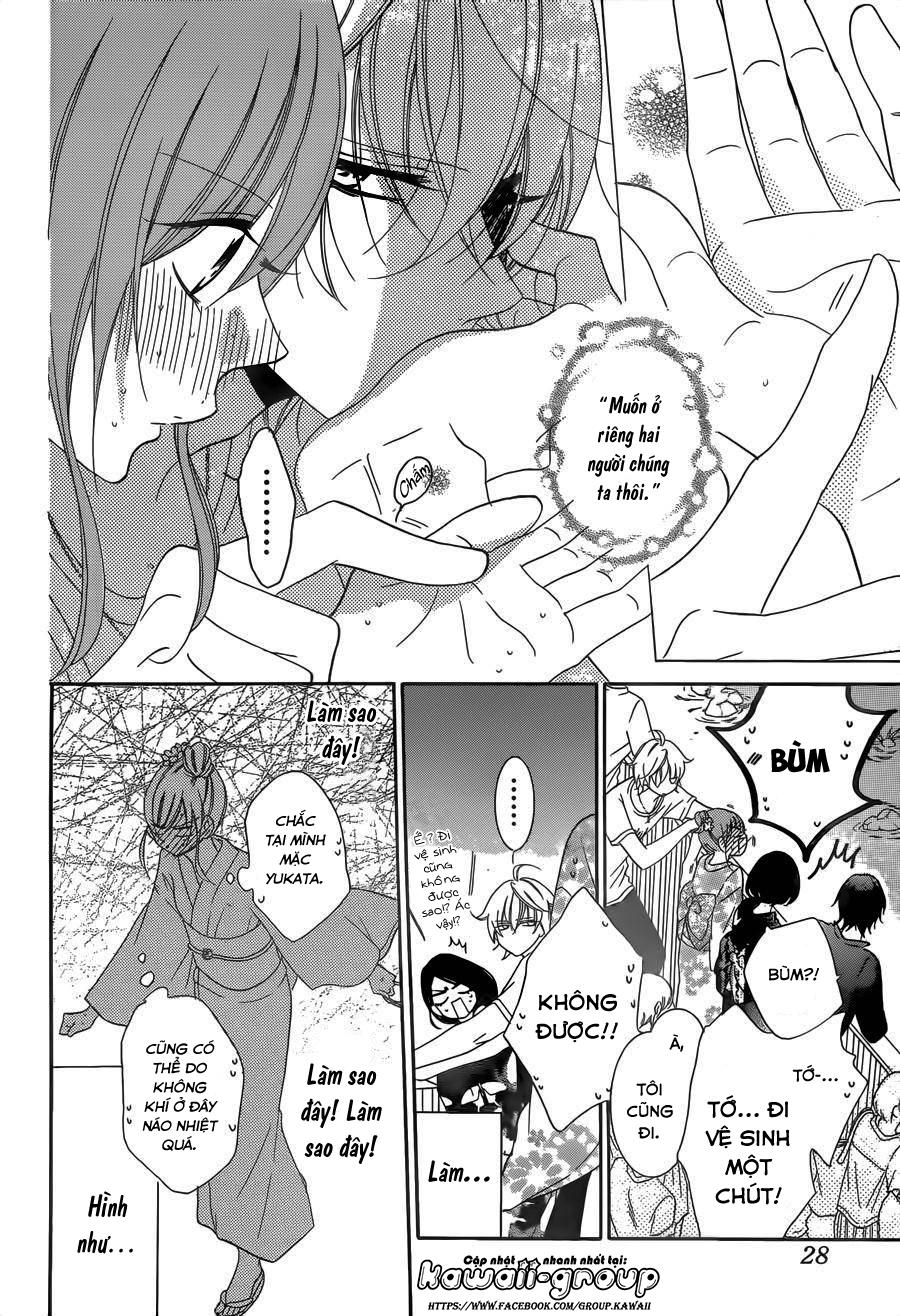 “Muốn ở
riêng hai
người chúng
ta thôi.”
Chấm
BÙM
BÙM?!
TỚ-...
TỚ... ĐI
VỆ SINH
MỘT
CHÚT!
À,
TÔI
CŨNG
ĐI.
KHÔNG
ĐƯỢC!!
Ể? Đi
vệ sinh
cũng
không
được
sao!? Ác
vậy!?
Làm...
Làm sao
đây!
CHẮC
TẠI MÌNH
MẶC
YUKATA.
CŨNG CÓ
THỂ DO
KHÔNG
KHÍ Ở ĐÂY
NÁO NHIỆT
QUÁ.
Làm sao
đây! Làm
sao đây!
Hình
như...
28
Cập nhật nhanh nhất tại:
Kawaii-group
HTTPS://WWW.FACEBOOK.COM/GROUP.KAWAII